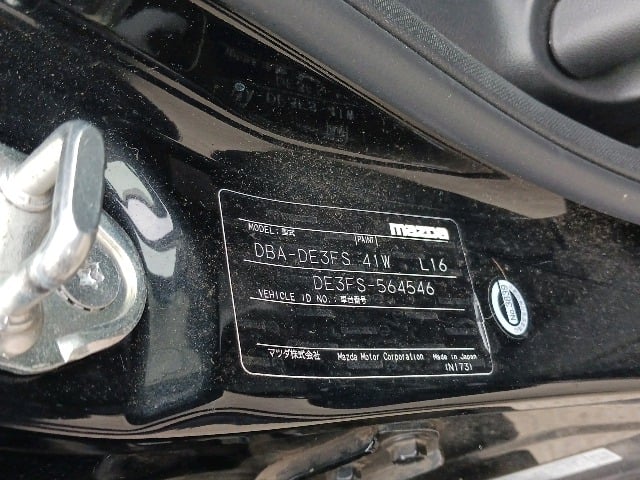 mazda
MODEL:型式 PAINT
DBA-DE3FS 41W L16
DE3FS-564546
VEHICLE ID NO.:車台番号
マツダ株式会社 Mazda Motor Corporation Made in Japan
(N173)